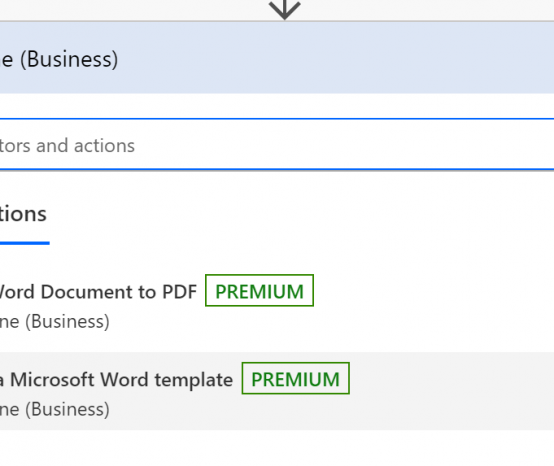 e (Business)
tors and actions
tions
Word Document to PDF PREMIUM
ne (Business)
a Microsoft Word template PREMIUM
ne (Business)